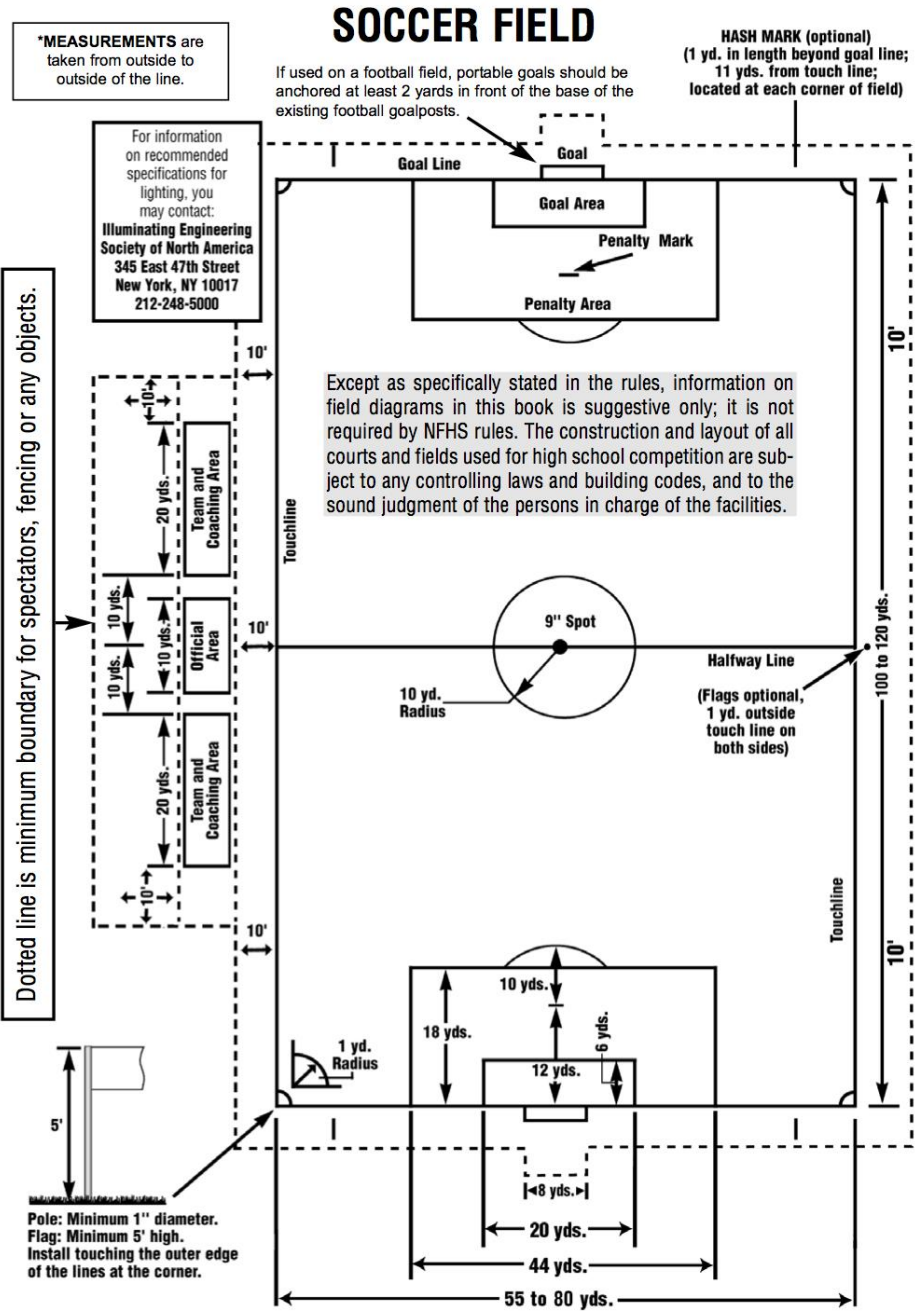 SOCCER FIELD
*MEASUREMENTS are
taken from outside to
outside of the line.
If used on a football field, portable goals should be
anchored at least 2 yards in front of the base of the
existing football goalposts.
HASH MARK (optional)
(1 yd. in length beyond goal line;
11 yds. from touch line;
located at each corner of field)
For information
on recommended
specifications for
lighting, you
may contact:
Illuminating Engineering
Society of North America
345 East 47th Street
New York, NY 10017
212-248-5000
Goal Line
Goal
Goal Area
Penalty Mark
Penalty Area
Dotted line is minimum boundary for spectators, fencing or any objects.
10'
10'
10'
Except as specifically stated in the rules, information on
field diagrams in this book is suggestive only; it is not
required by NFHS rules. The construction and layout of all
courts and fields used for high school competition are sub-
ject to any controlling laws and building codes, and to the
sound judgment of the persons in charge of the facilities.
20 yds.
Team and
Coaching Area
Touchline
10 yds.
10 yds.
10 yds.
Official
Area
10'
9" Spot
10 yd.
Radius
Halfway Line
(Flags optional,
1 yd. outside
touch line on
both sides)
100 to 120 yds.
20 yds.
Team and
Coaching Area
10'
10'
Touchline
10'
10 yds.
18 yds.
12 yds.
6 yds.
1 yd.
Radius
5'
Pole: Minimum 1" diameter.
Flag: Minimum 5' high.
Install touching the outer edge
of the lines at the corner.
8 yds.
20 yds.
44 yds.
55 to 80 yds.